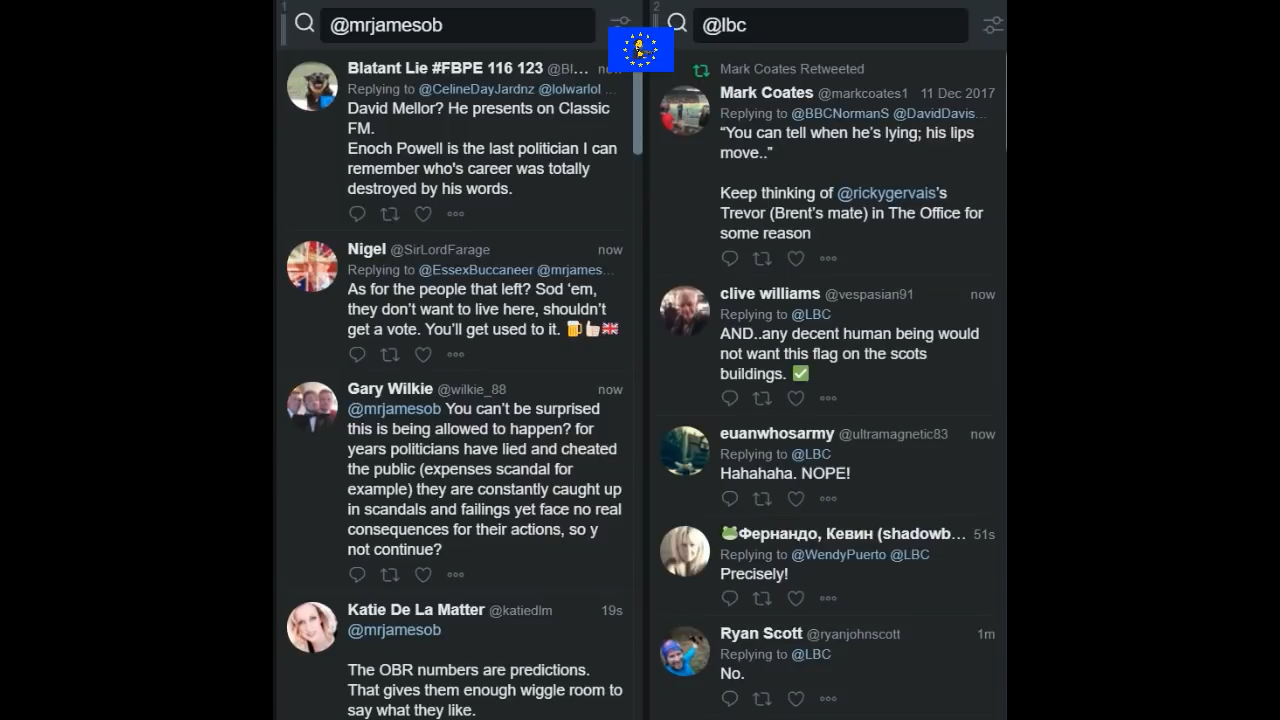 1
@mrjamesob
Blatant Lie #FBPE 116 123 @Bl... now
Replying to @CelineDayJardnz @lolwarlol ...
David Mellor? He presents on Classic
FM.
Enoch Powell is the last politician I can
remember who's career was totally
destroyed by his words.
Nigel @SirLordFarage now
Replying to @EssexBuccaneer @mrjames...
As for the people that left? Sod ‘em,
they don’t want to live here, shouldn’t
get a vote. You’ll get used to it. 🍺👍🏻🇬🇧
Gary Wilkie @wilkie_88 now
@mrjamesob You can’t be surprised
this is being allowed to happen? for
years politicians have lied and cheated
the public (expenses scandal for
example) they are constantly caught up
in scandals and failings yet face no real
consequences for their actions, so y
not continue?
Katie De La Matter @katiedlm 19s
@mrjamesob
The OBR numbers are predictions.
That gives them enough wiggle room to
say what they like.
2
@lbc
Mark Coates Retweeted
Mark Coates @markcoates1 11 Dec 2017
Replying to @BBCNormanS @DavidDavis...
“You can tell when he’s lying; his lips
move..”
Keep thinking of @rickygervais’s
Trevor (Brent’s mate) in The Office for
some reason
clive williams @vespasian91 now
Replying to @LBC
AND..any decent human being would
not want this flag on the scots
buildings. ✅
euanwhosarmy @ultramagnetic83 now
Replying to @LBC
Hahahaha. NOPE!
🐸Фернандо, Кевин (shadowb... 51s
Replying to @WendyPuerto @LBC
Precisely!
Ryan Scott @ryanjohnscott 1m
Replying to @LBC
No.